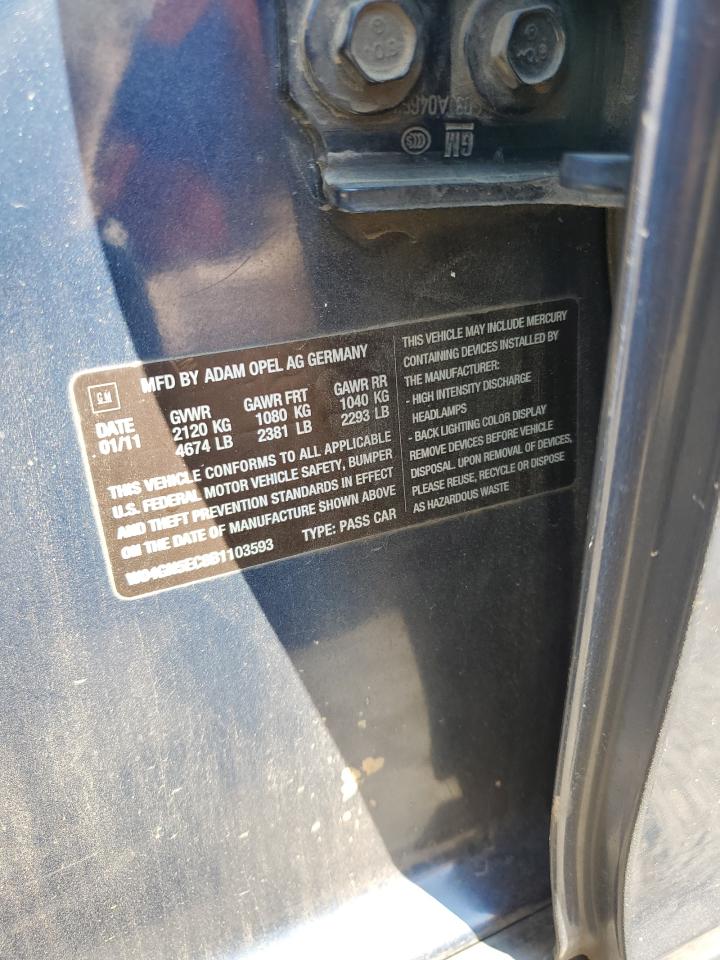 GM
MFD BY ADAM OPEL AG GERMANY
DATE GVWR GAWR FRT GAWR RR
01/11 2120 KG 1080 KG 1040 KG
4674 LB 2381 LB 2293 LB
THIS VEHICLE CONFORMS TO ALL APPLICABLE
U.S. FEDERAL MOTOR VEHICLE SAFETY, BUMPER
AND THEFT PREVENTION STANDARDS IN EFFECT
ON THE DATE OF MANUFACTURE SHOWN ABOVE
W04GN5EC8B1103593 TYPE: PASS CAR
THIS VEHICLE MAY INCLUDE MERCURY
CONTAINING DEVICES INSTALLED BY
THE MANUFACTURER:
- HIGH INTENSITY DISCHARGE
HEADLAMPS
- BACK LIGHTING COLOR DISPLAY
REMOVE DEVICES BEFORE VEHICLE
DISPOSAL. UPON REMOVAL OF DEVICES,
PLEASE REUSE, RECYCLE OR DISPOSE
AS HAZARDOUS WASTE
GM